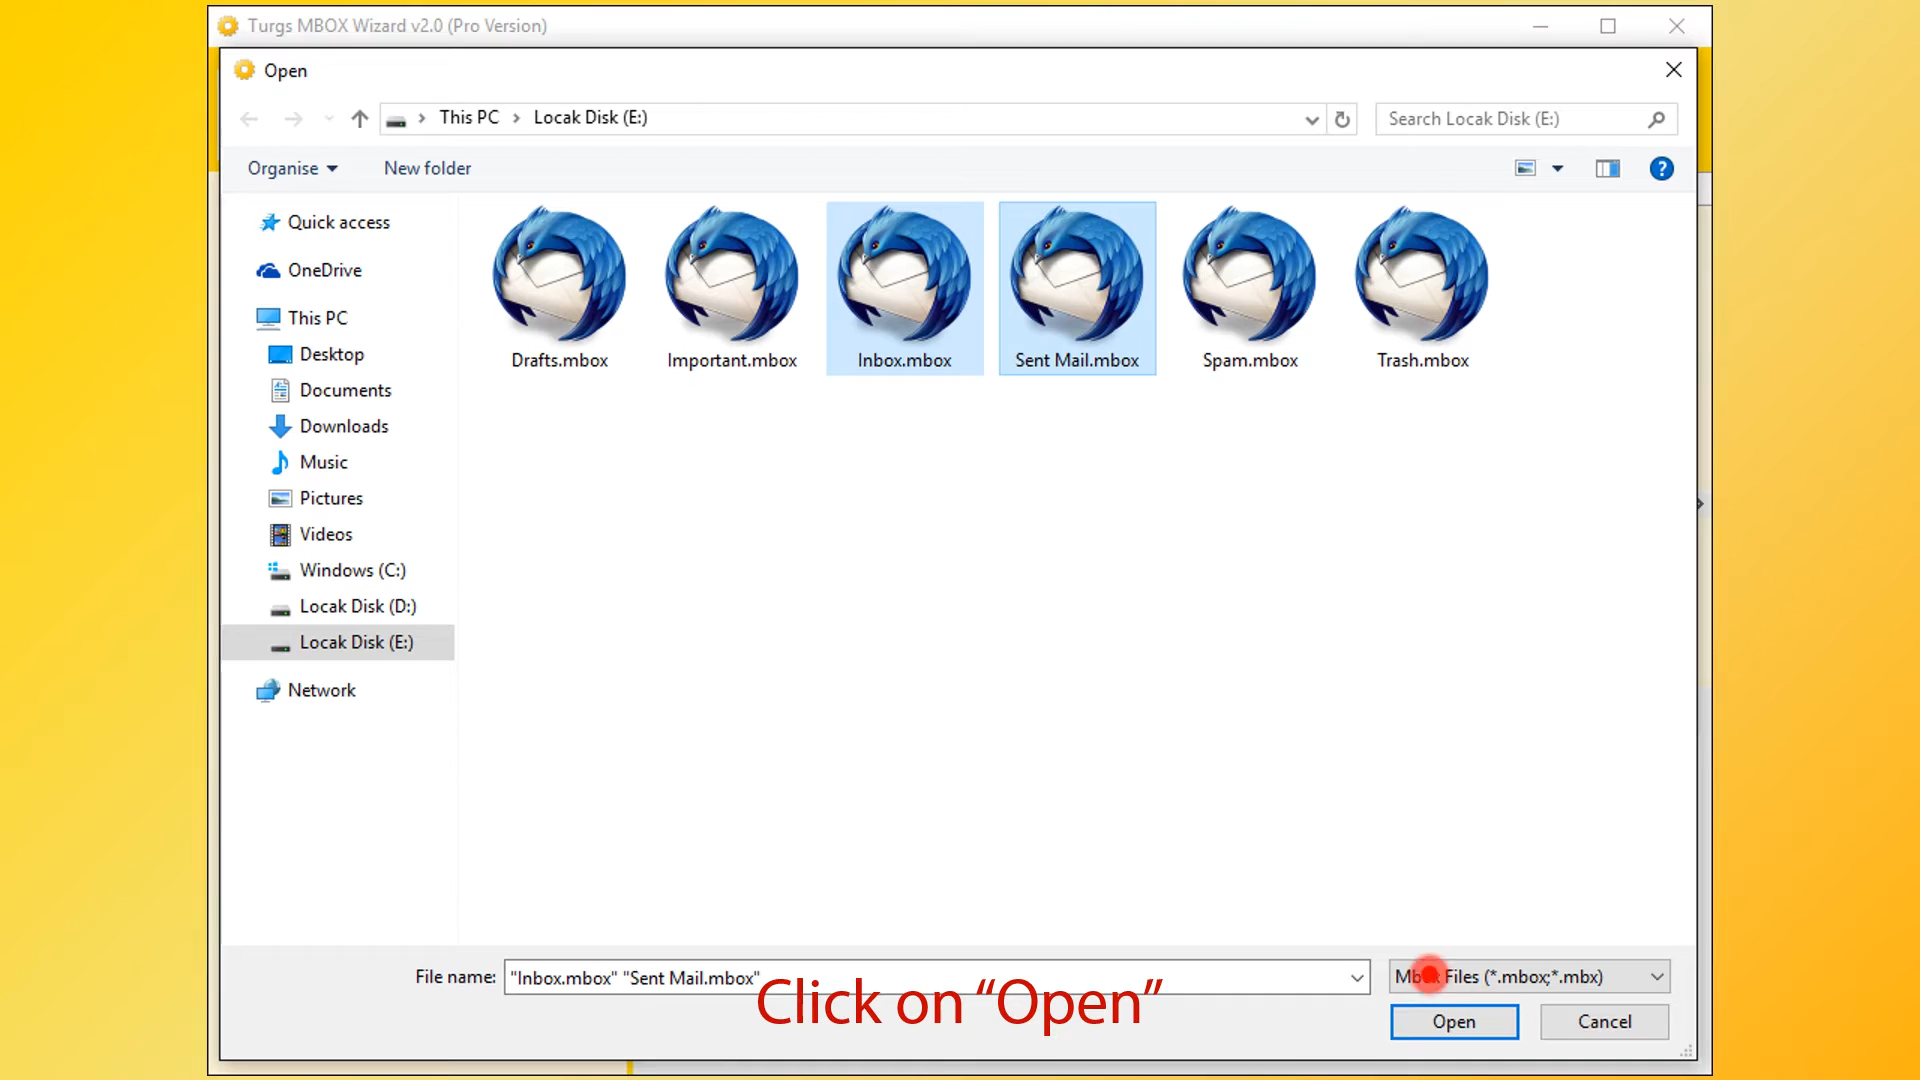 Turgs MBOX Wizard v2.0 (Pro Version)
Open
This PC > Locak Disk (E:)
Search Locak Disk (E:)
Organise
New folder
Quick access
OneDrive
This PC
Desktop
Documents
Downloads
Music
Pictures
Videos
Windows (C:)
Locak Disk (D:)
Locak Disk (E:)
Network
Drafts.mbox
Important.mbox
Inbox.mbox
Sent Mail.mbox
Spam.mbox
Trash.mbox
File name:
"Inbox.mbox" "Sent Mail.mbox"
Mbox Files (*.mbox;*.mbx)
Click on “Open”
Open
Cancel